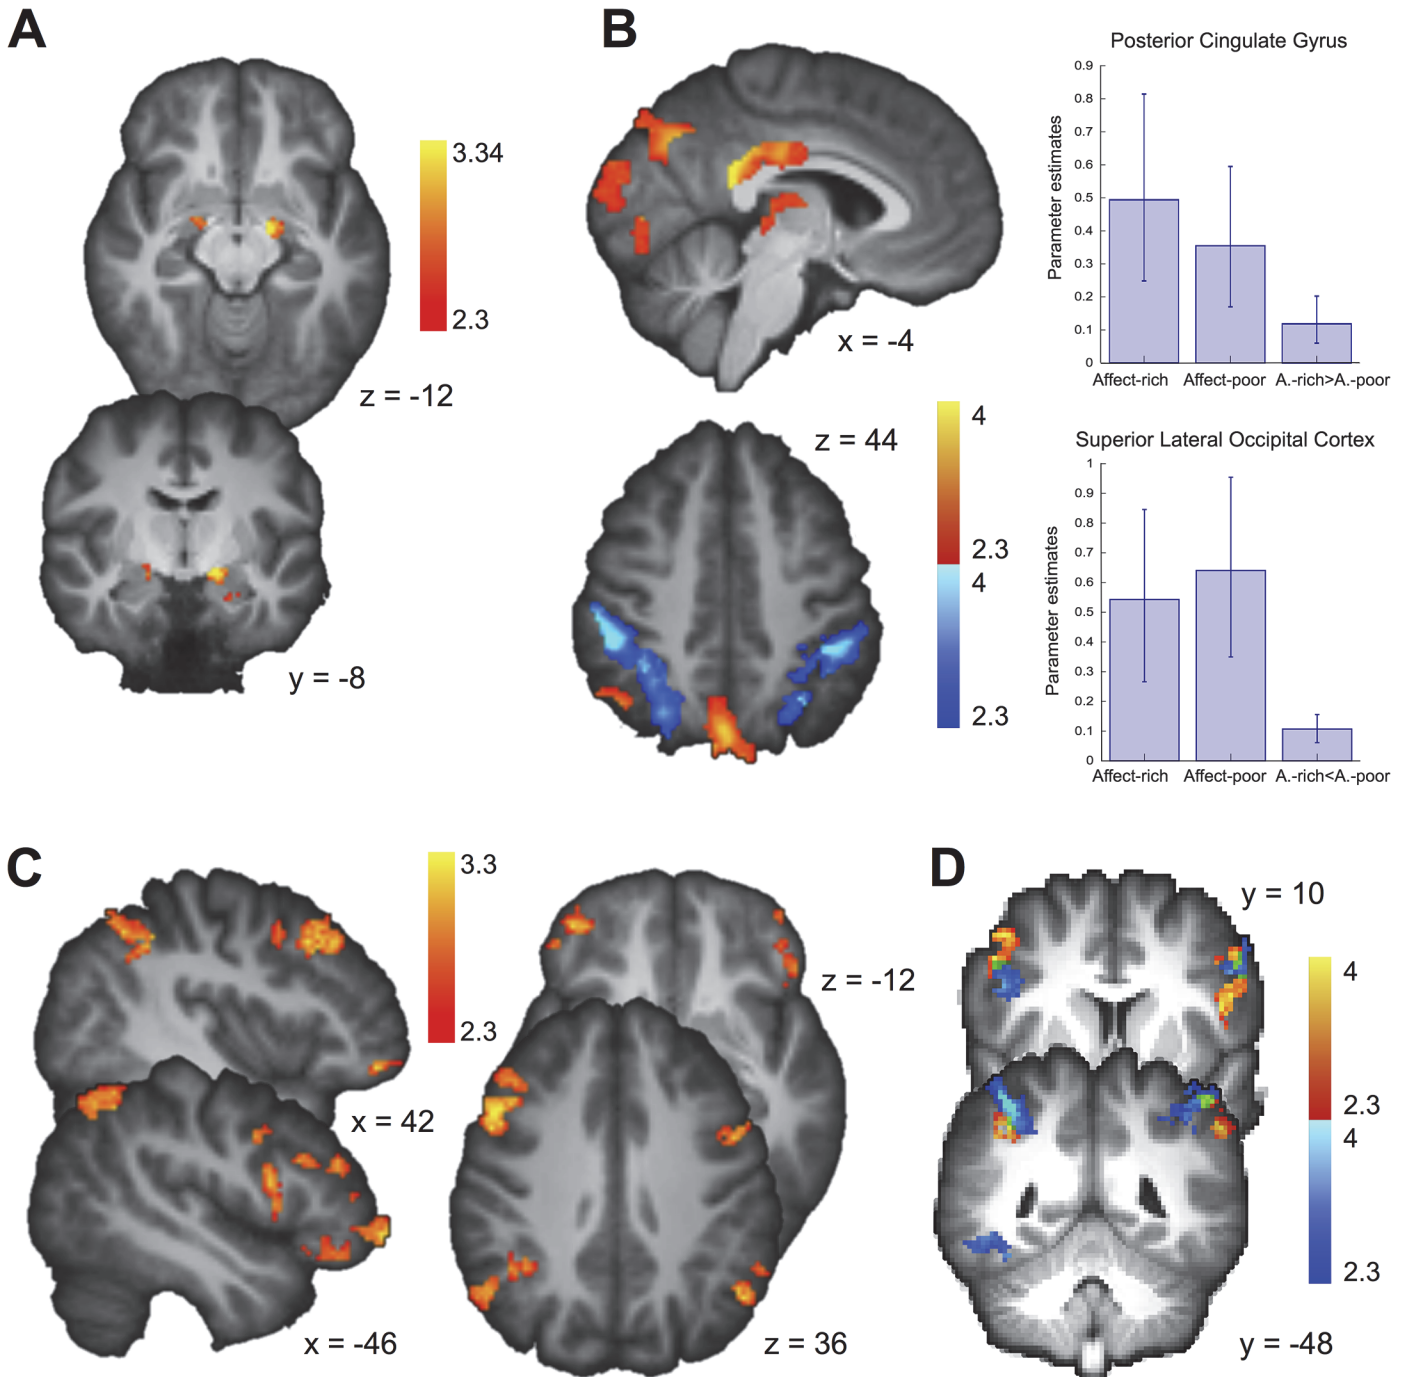 A
3.34
2.3
z = -12
y = -8
B
x = -4
z = 44
4
2.3
4
2.3
Posterior Cingulate Gyrus
Parameter estimates
0.9
0.8
0.7
0.6
0.5
0.4
0.3
0.2
0.1
0
Affect-rich Affect-poor A.-rich>A.-poor
Superior Lateral Occipital Cortex
Parameter estimates
1
0.9
0.8
0.7
0.6
0.5
0.4
0.3
0.2
0.1
0
Affect-rich Affect-poor A.-rich<A.-poor
C
3.3
2.3
x = 42
x = -46
z = -12
z = 36
D
y = 10
4
2.3
4
2.3
y = -48